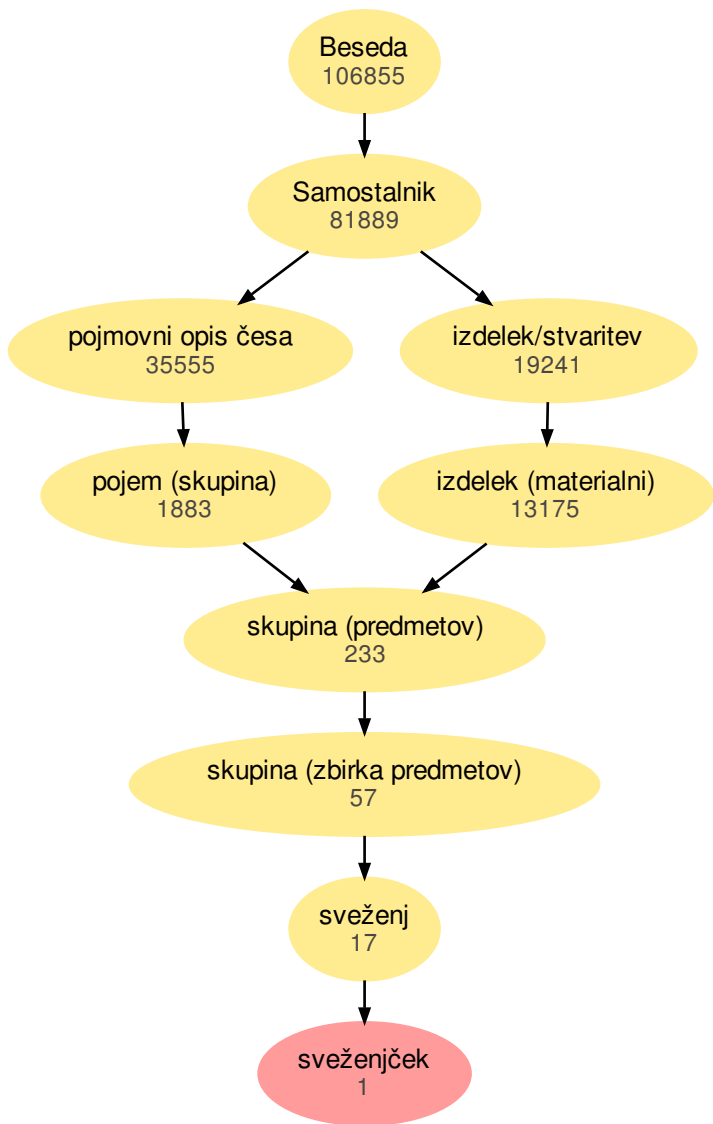 Beseda
106855
Samostalnik
81889
pojmovni opis česa
35555
izdelek/stvaritev
19241
pojem (skupina)
1883
izdelek (materialni)
13175
skupina (predmetov)
233
skupina (zbirka predmetov)
57
sveženj
17
sveženjček
1